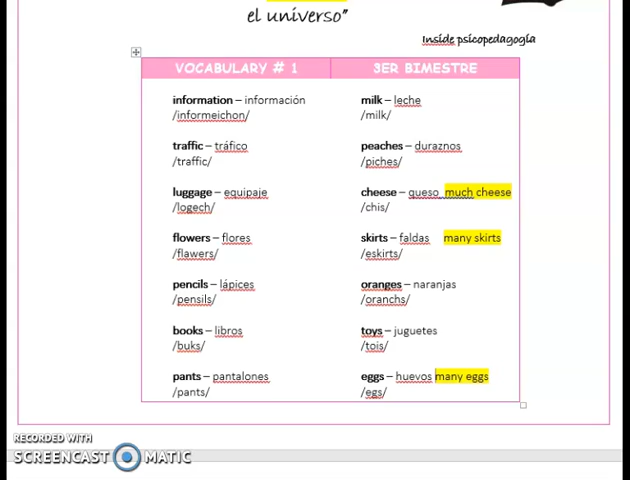 el universo"
Inside psicopedagogía
VOCABULARY # 1
3ER BIMESTRE
information – información
/informeichon/
milk – leche
/milk/
traffic – tráfico
/traffic/
peaches – duraznos
/piches/
luggage – equipaje
/logech/
cheese – queso much cheese
/chis/
flowers – flores
/flawers/
skirts – faldas many skirts
/eskirts/
pencils – lápices
/pensils/
oranges – naranjas
/oranchs/
books – libros
/buks/
toys – juguetes
/tois/
pants – pantalones
/pants/
eggs – huevos many eggs
/egs/
RECORDED WITH
SCREENCAST MATIC